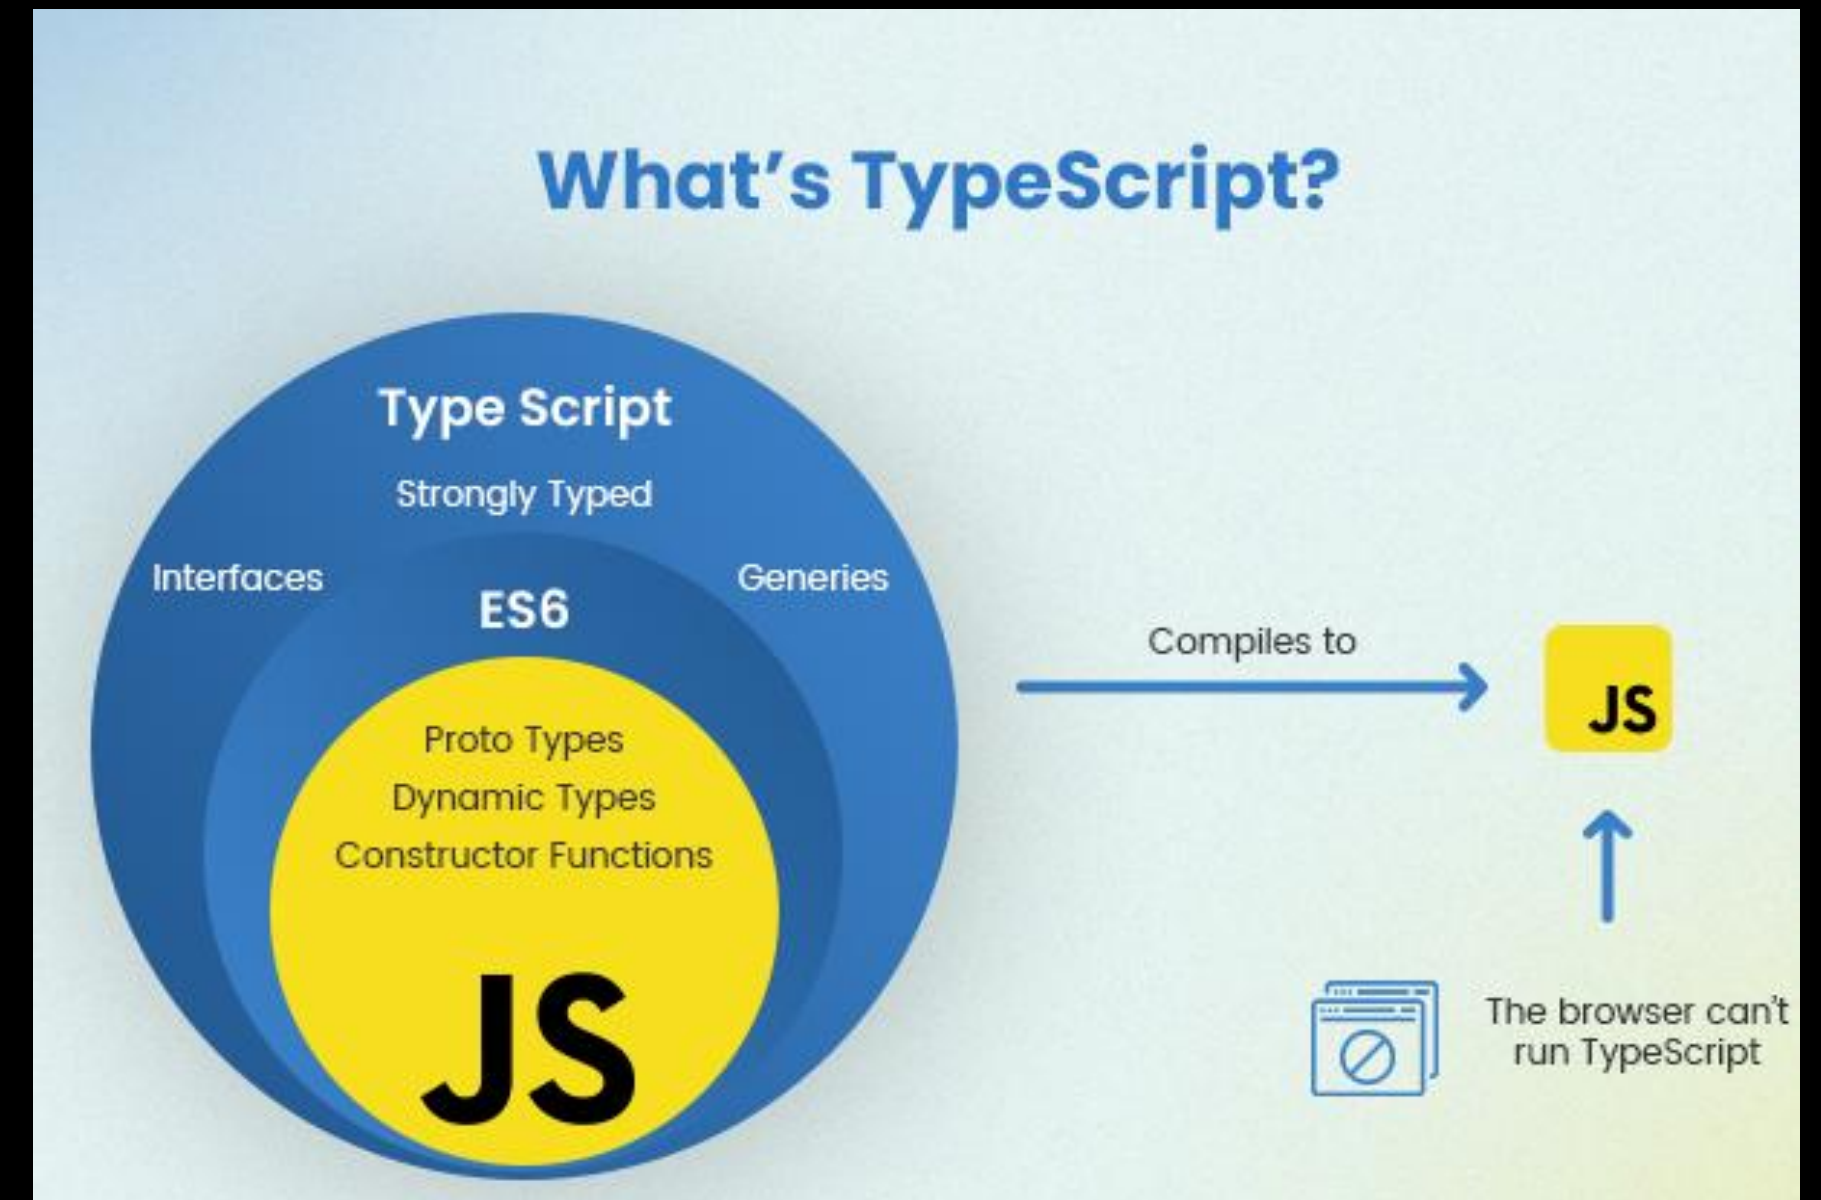 What's TypeScript?
Type Script
Strongly Typed
Interfaces
Generies
ES6
Proto Types
Dynamic Types
Constructor Functions
JS
Compiles to
JS
The browser can't
run TypeScript